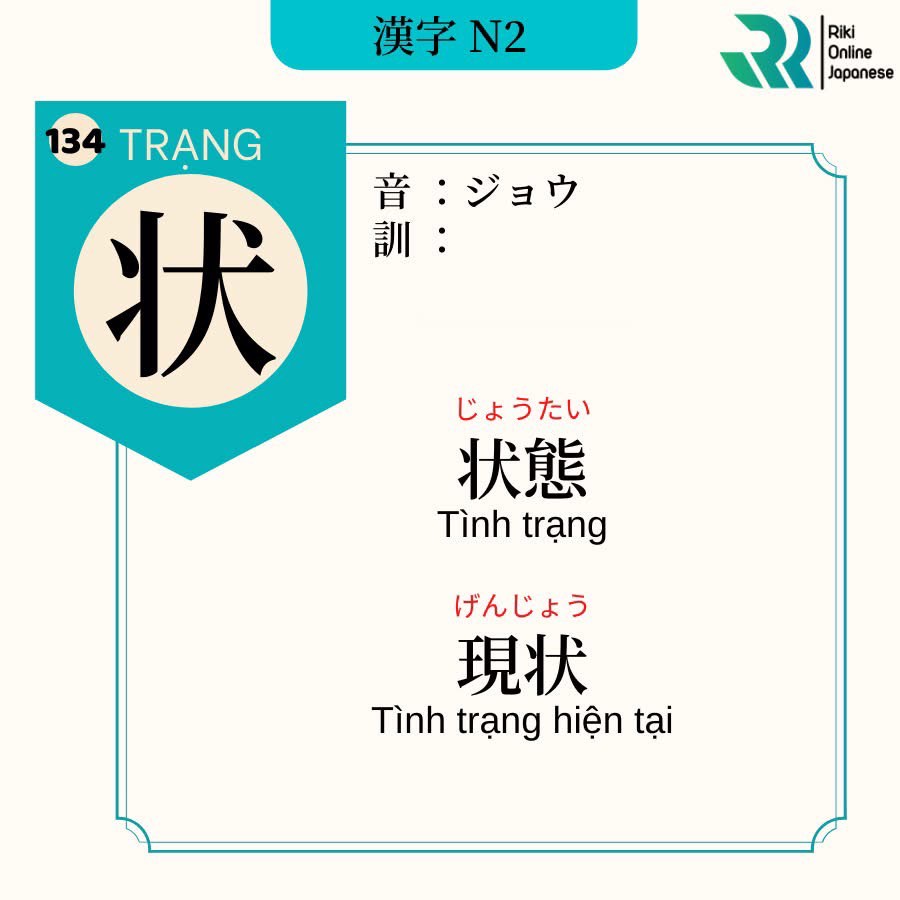 漢字 N2
Riki
Online
Japanese
134 TRẠNG
状
音：ジョウ
訓：
じょうたい
状態
Tình trạng
げんじょう
現状
Tình trạng hiện tại